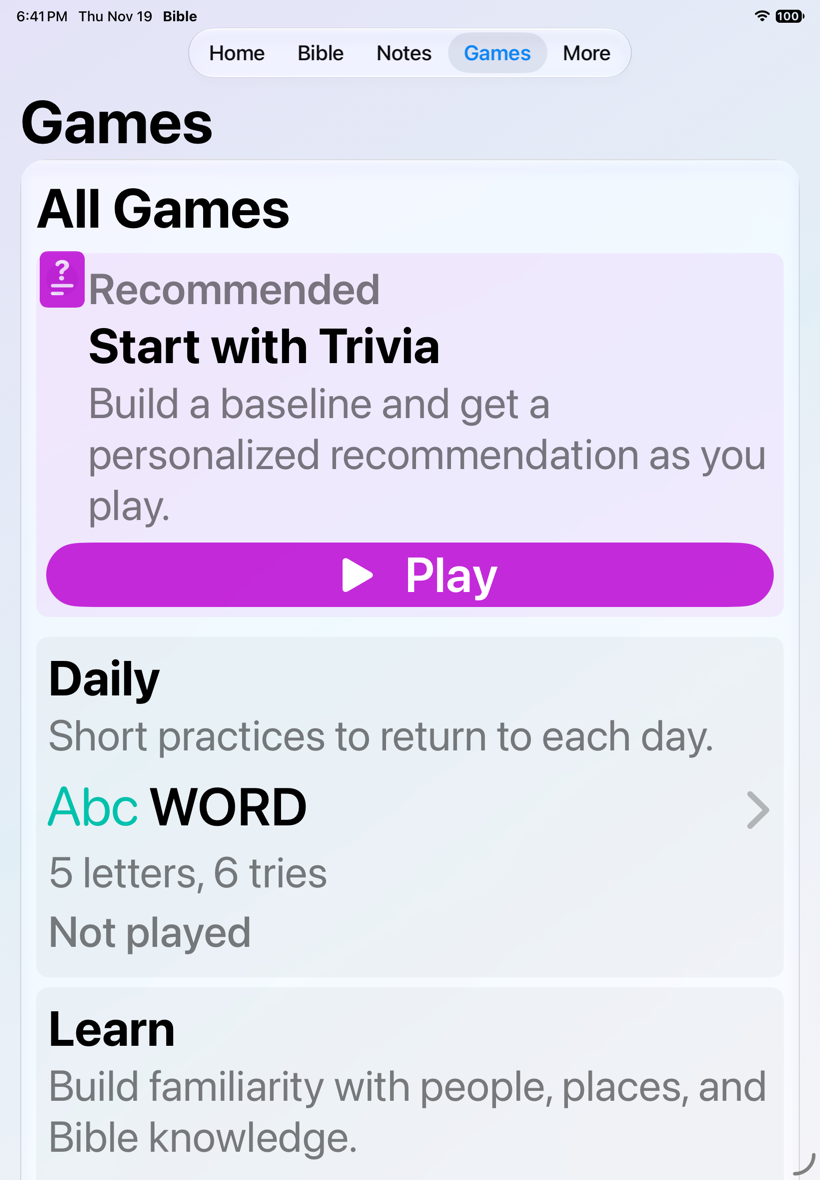 6:41 PM Thu Nov 19 Bible 100
Home Bible Notes Games More
Games
All Games
?
Recommended
Start with Trivia
Build a baseline and get a
personalized recommendation as you
play.
Play
Daily
Short practices to return to each day.
Abc WORD
5 letters, 6 tries
Not played
Learn
Build familiarity with people, places, and
Bible knowledge.